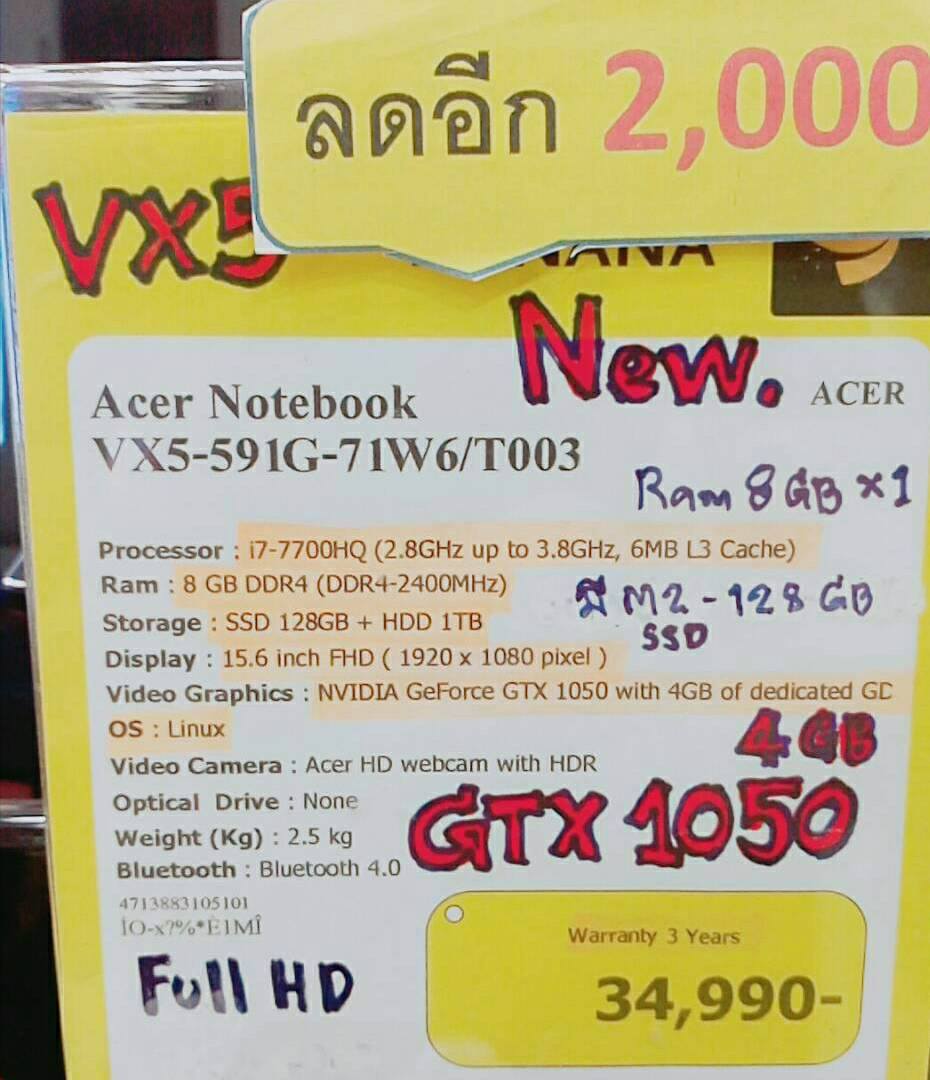 ลดอีก 2,000
VX5
New.
ACER
Acer Notebook
VX5-591G-71W6/T003
Ram 8 GB x1
Processor : i7-7700HQ (2.8GHz up to 3.8GHz, 6MB L3 Cache)
Ram : 8 GB DDR4 (DDR4-2400MHz)
มี M2 - 128 GB
SSD
Storage : SSD 128GB + HDD 1TB
Display : 15.6 inch FHD ( 1920 x 1080 pixel )
Video Graphics : NVIDIA GeForce GTX 1050 with 4GB of dedicated GD
4GB
OS : Linux
Video Camera : Acer HD webcam with HDR
Optical Drive : None
GTX 1050
Weight (Kg) : 2.5 kg
Bluetooth : Bluetooth 4.0
4713883105101
ÏO-x?%*È1MÎ
Full HD
Warranty 3 Years
34,990-